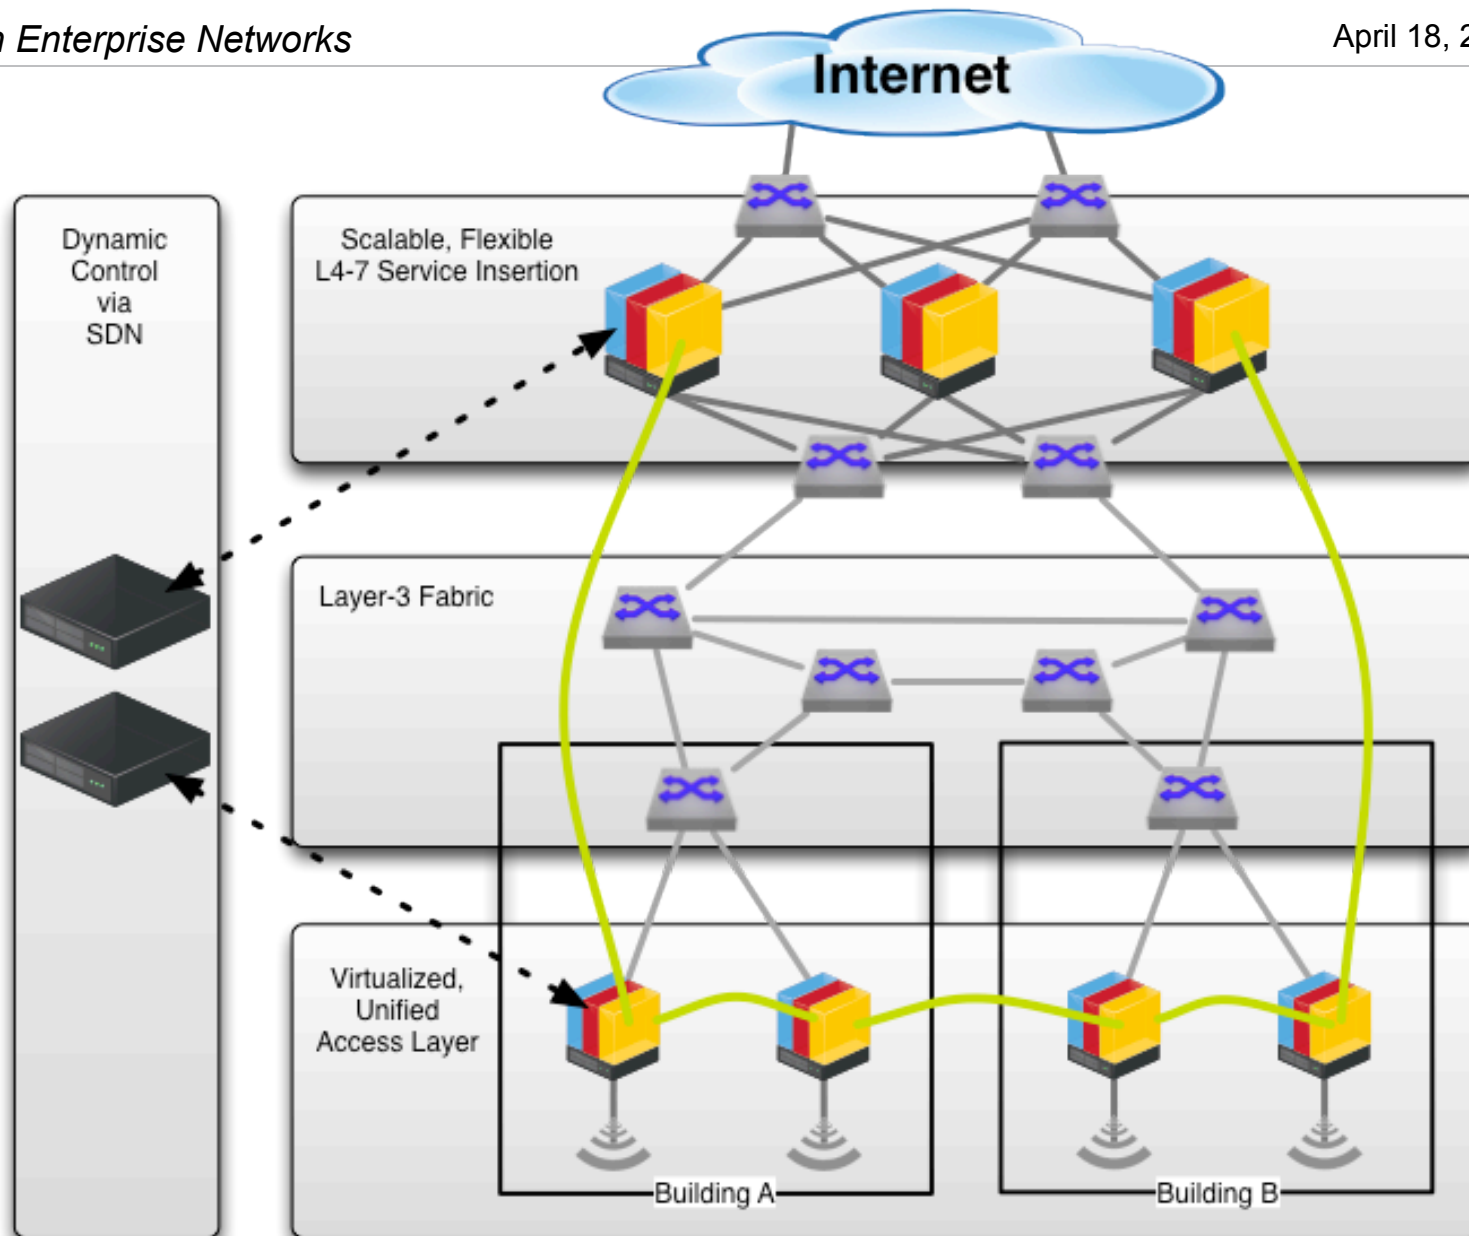 Enterprise Networks
April 18,
Internet
Dynamic
Control
via
SDN
Scalable, Flexible
L4-7 Service Insertion
Layer-3 Fabric
Virtualized,
Unified
Access Layer
Building A
Building B